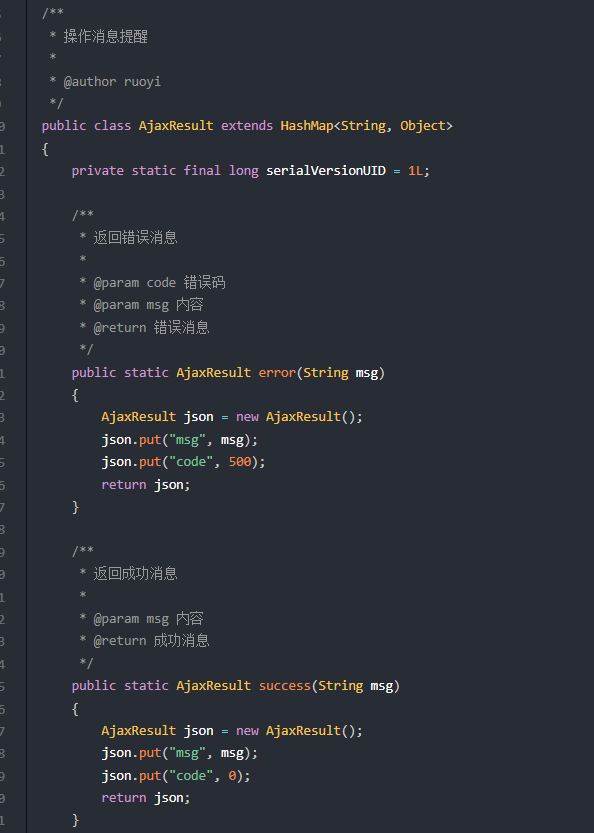 /**
 * 操作消息提醒
 *
 * @author ruoyi
 */
public class AjaxResult extends HashMap<String, Object>
{
    private static final long serialVersionUID = 1L;

    /**
     * 返回错误消息
     *
     * @param code 错误码
     * @param msg 内容
     * @return 错误消息
     */
    public static AjaxResult error(String msg)
    {
        AjaxResult json = new AjaxResult();
        json.put("msg", msg);
        json.put("code", 500);
        return json;
    }

    /**
     * 返回成功消息
     *
     * @param msg 内容
     * @return 成功消息
     */
    public static AjaxResult success(String msg)
    {
        AjaxResult json = new AjaxResult();
        json.put("msg", msg);
        json.put("code", 0);
        return json;
    }